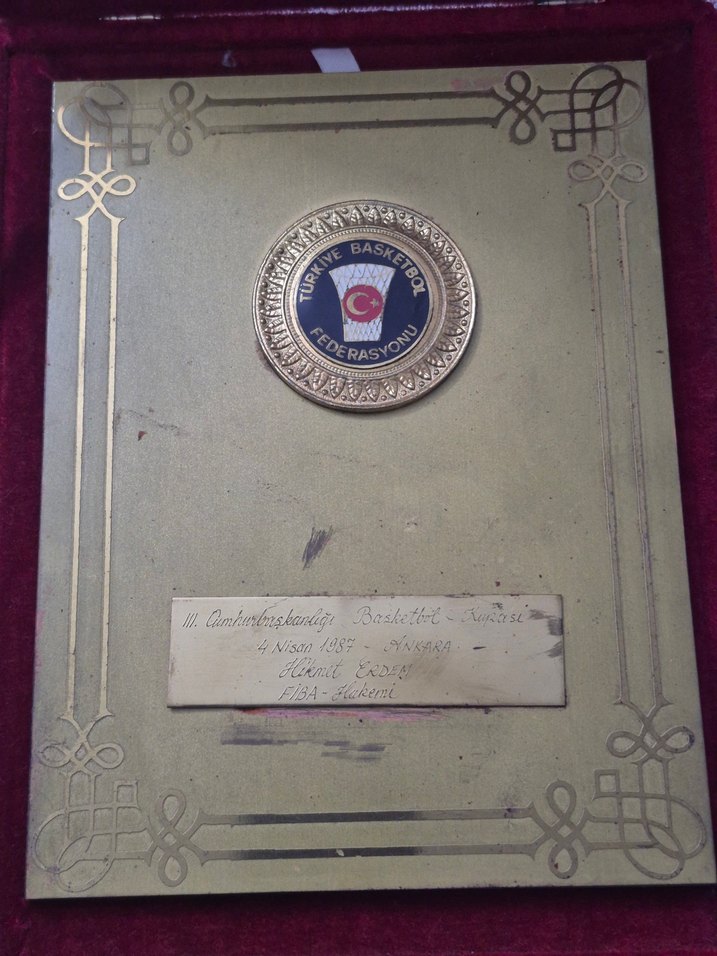 TÜRKİYE BASKETBOL
FEDERASYONU
III. Cumhurbaşkanlığı Basketbol - Kupası
4 Nisan 1987 - ANKARA
Hikmet ERDEM
FIBA - Hakemi